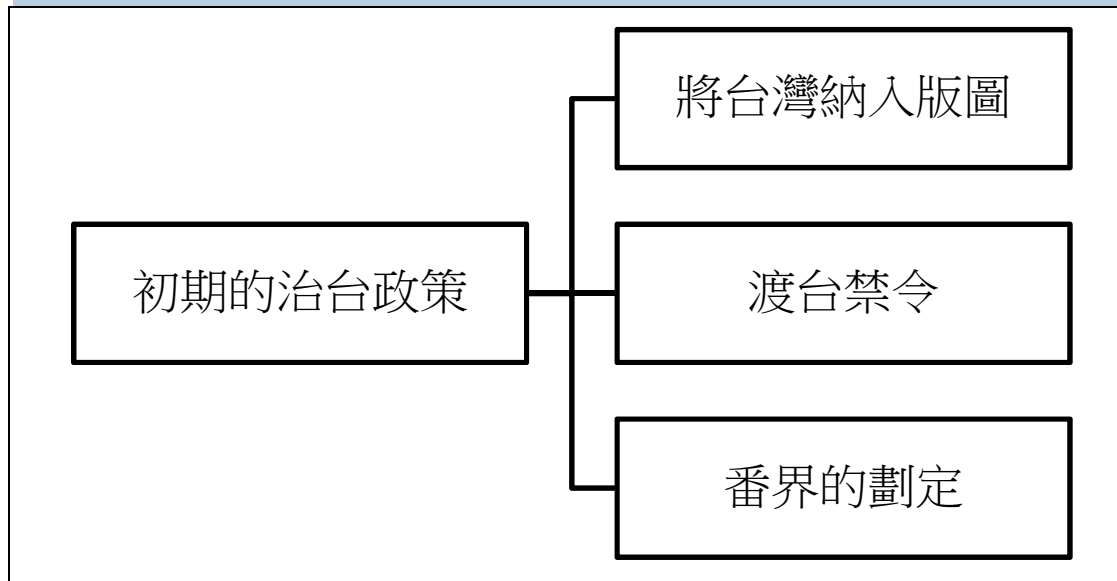 將台灣納入版圖
初期的治台政策
渡台禁令
番界的劃定